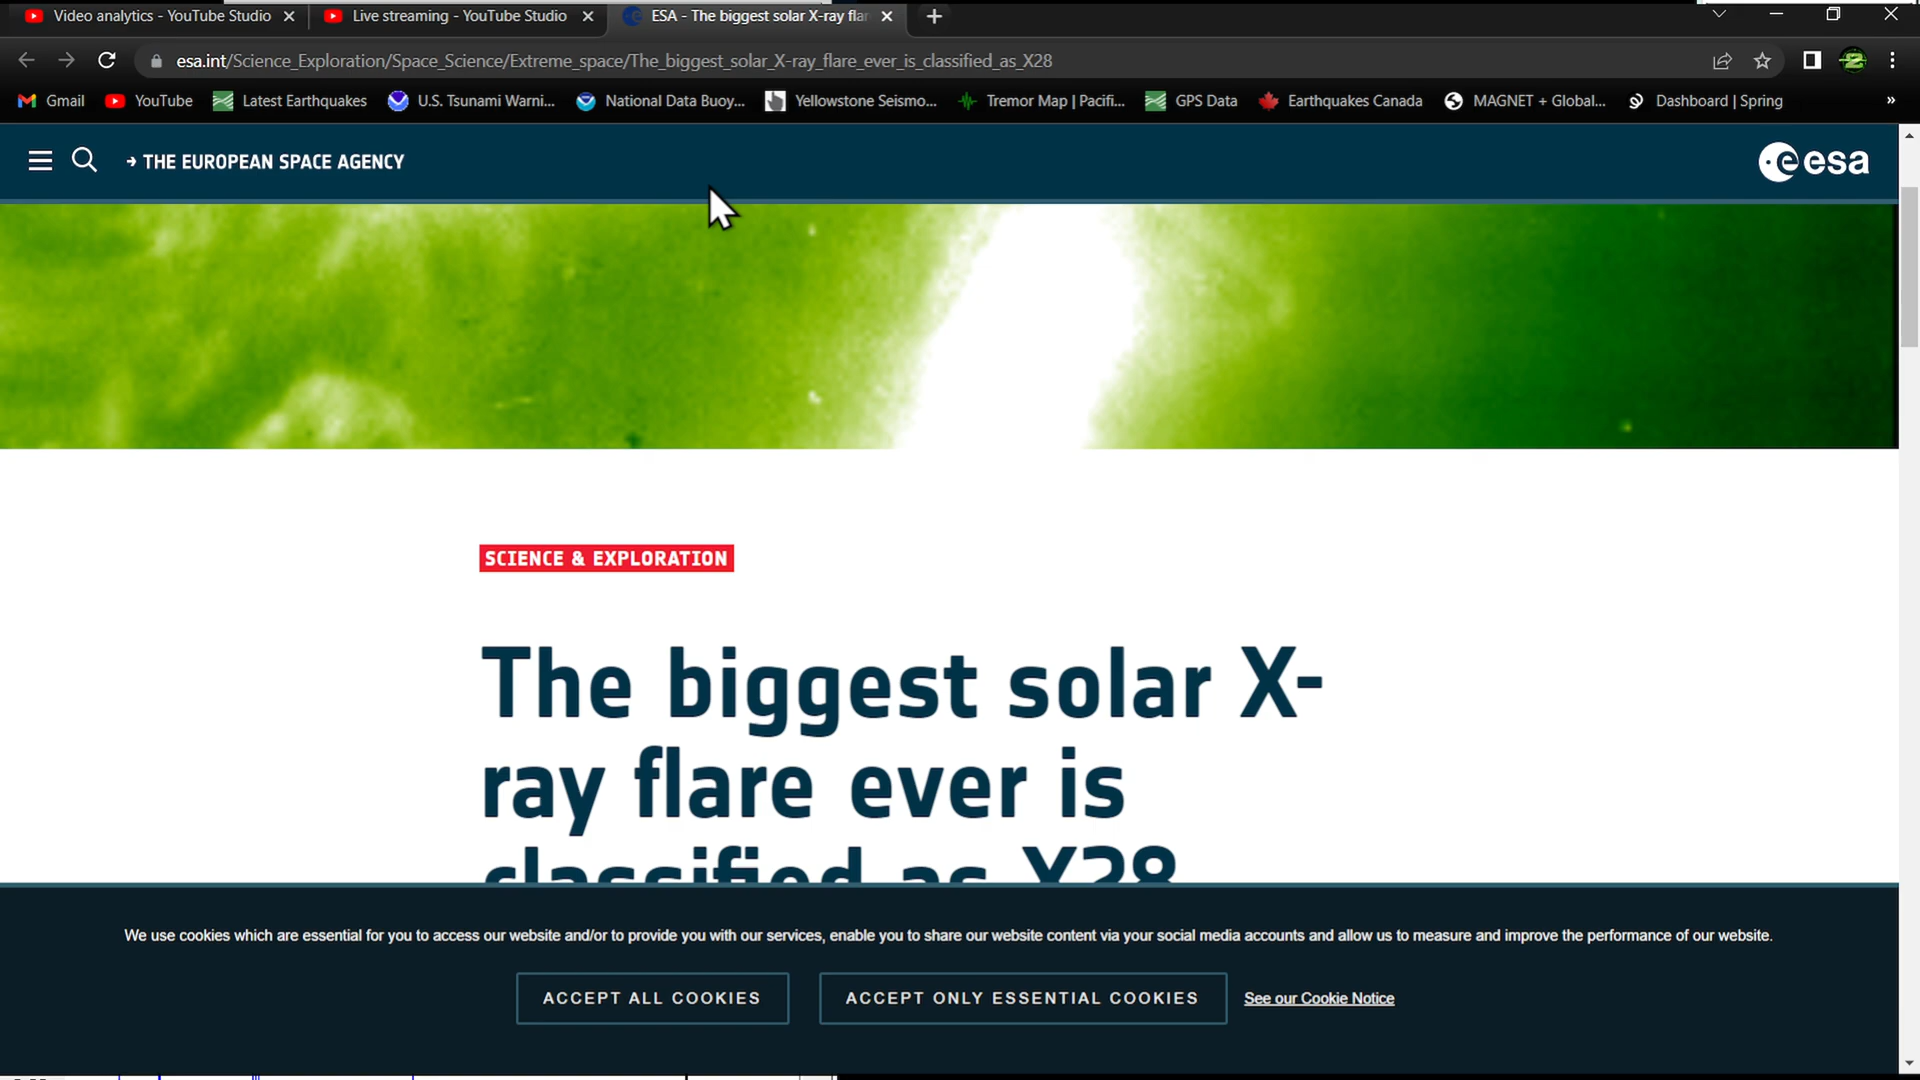 Video analytics - YouTube Studio
Live streaming - YouTube Studio
ESA - The biggest solar X-ray flar
esa.int/Science_Exploration/Space_Science/Extreme_space/The_biggest_solar_X-ray_flare_ever_is_classified_as_X28
Gmail
YouTube
Latest Earthquakes
U.S. Tsunami Warni...
National Data Buoy...
Yellowstone Seismo...
Tremor Map | Pacifi...
GPS Data
Earthquakes Canada
MAGNET + Global...
Dashboard | Spring
»
→ THE EUROPEAN SPACE AGENCY
esa
SCIENCE & EXPLORATION
The biggest solar X-
ray flare ever is
classified as X28
We use cookies which are essential for you to access our website and/or to provide you with our services, enable you to share our website content via your social media accounts and allow us to measure and improve the performance of our website.
ACCEPT ALL COOKIES
ACCEPT ONLY ESSENTIAL COOKIES
See our Cookie Notice